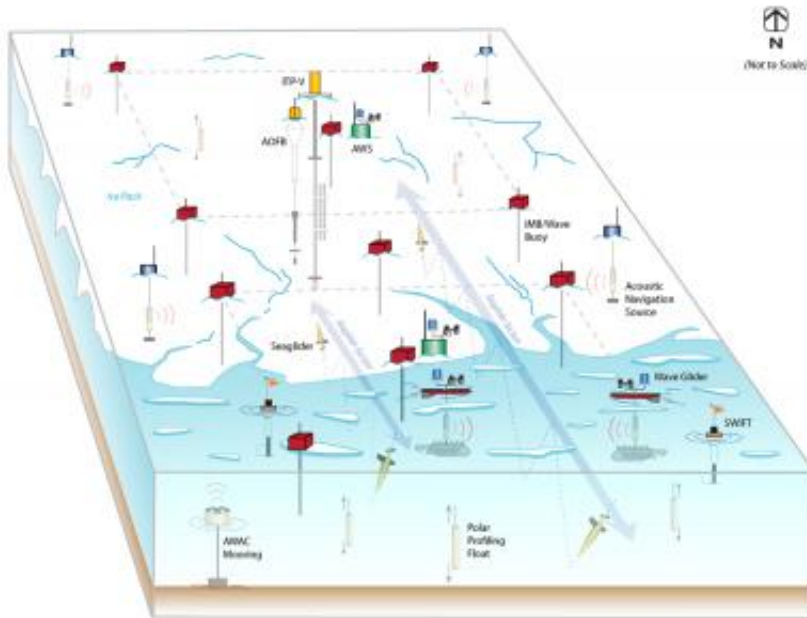 N
(Not to Scale)
ITP-V
AOFB
AWS
Ice Pack
IMB/Wave
Buoy
Acoustic
Navigation
Source
Seaglider
Wave Glider
SWIFT
AWAC
Mooring
Polar
Profiling
Float